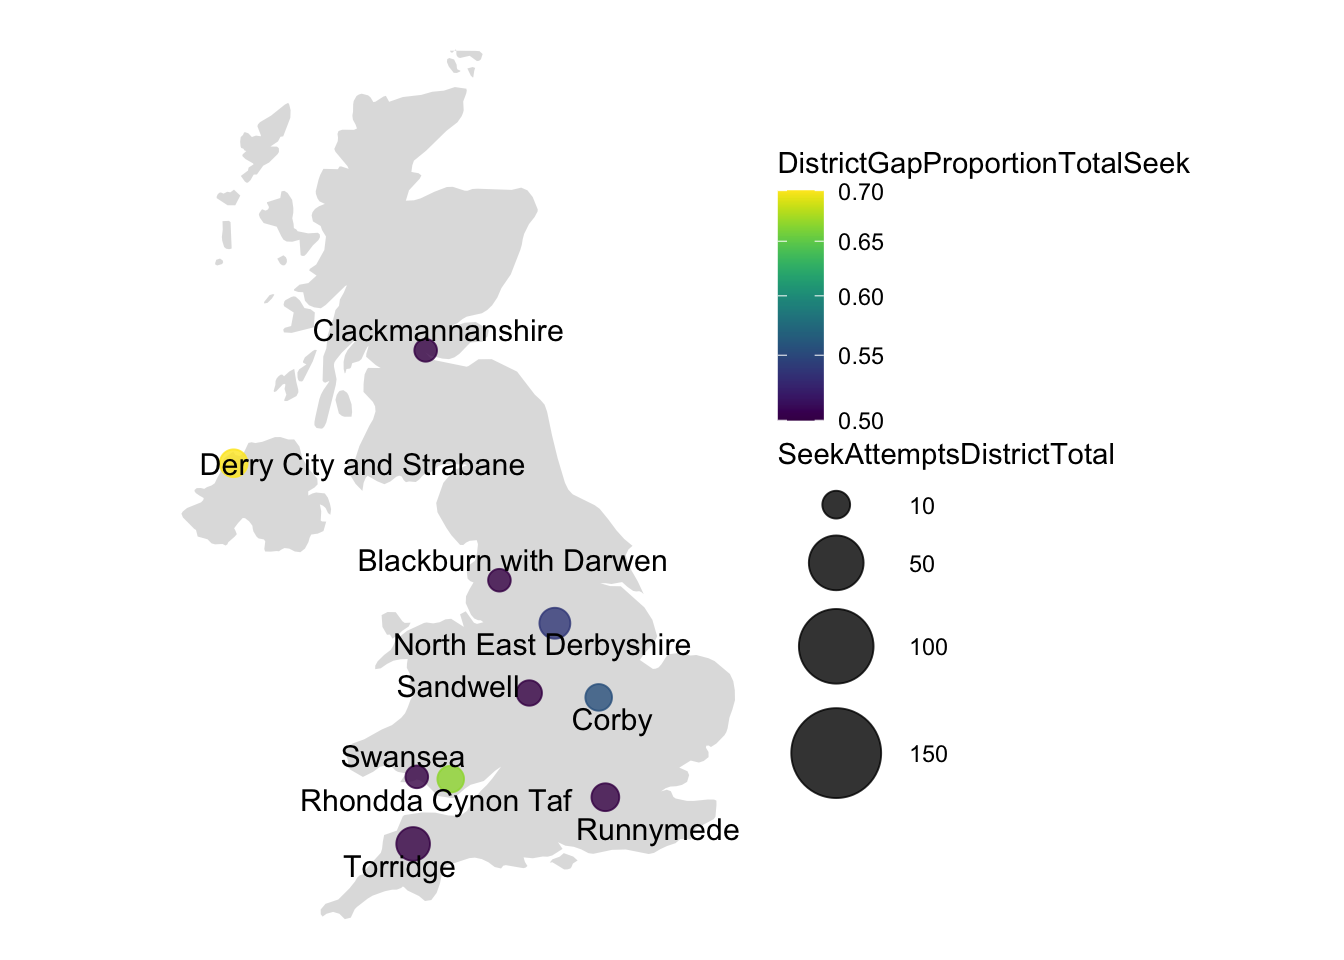 DistrictGapProportionTotalSeek
0.70
0.65
0.60
0.55
0.50
SeekAttemptsDistrictTotal
10
50
100
150
Clackmannanshire
Derry City and Strabane
Blackburn with Darwen
North East Derbyshire
Sandwell
Corby
Swansea
Rhondda Cynon Taf
Runnymede
Torridge